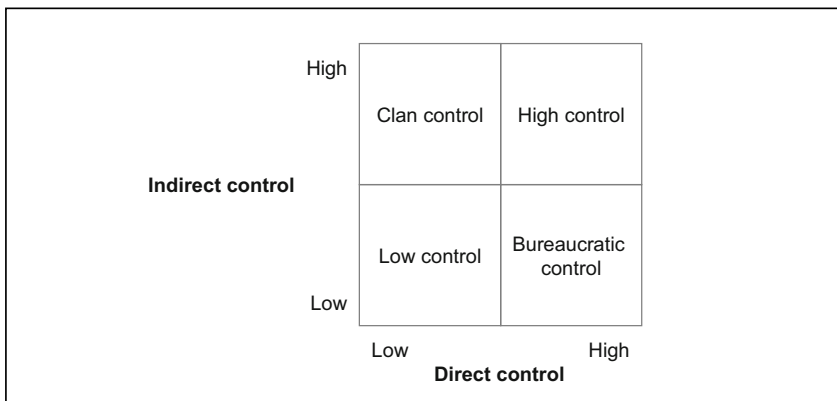 High
Clan control
High control
Indirect control
Low control
Bureaucratic
control
Low
Low
High
Direct control